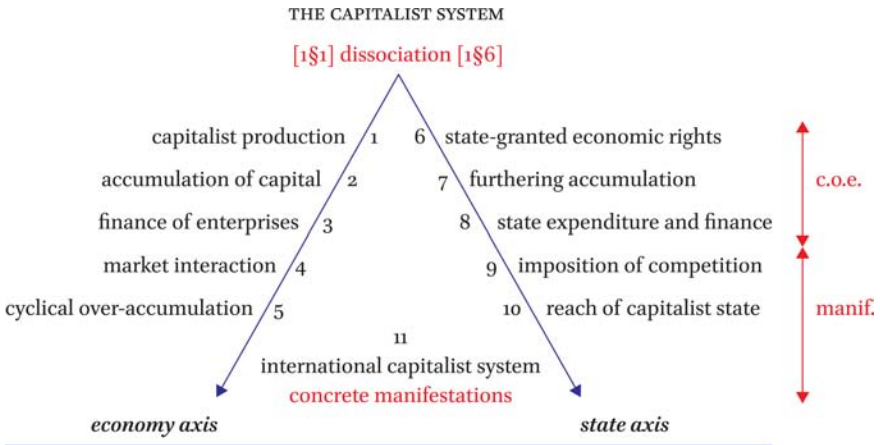 THE CAPITALIST SYSTEM
[1§1] dissociation [1§6]
capitalist production 1 6 state-granted economic rights
accumulation of capital 2 7 furthering accumulation c.o.e.
finance of enterprises 3 8 state expenditure and finance
market interaction 4 9 imposition of competition
cyclical over-accumulation 5 10 reach of capitalist state manif.
11
international capitalist system
concrete manifestations
economy axis state axis